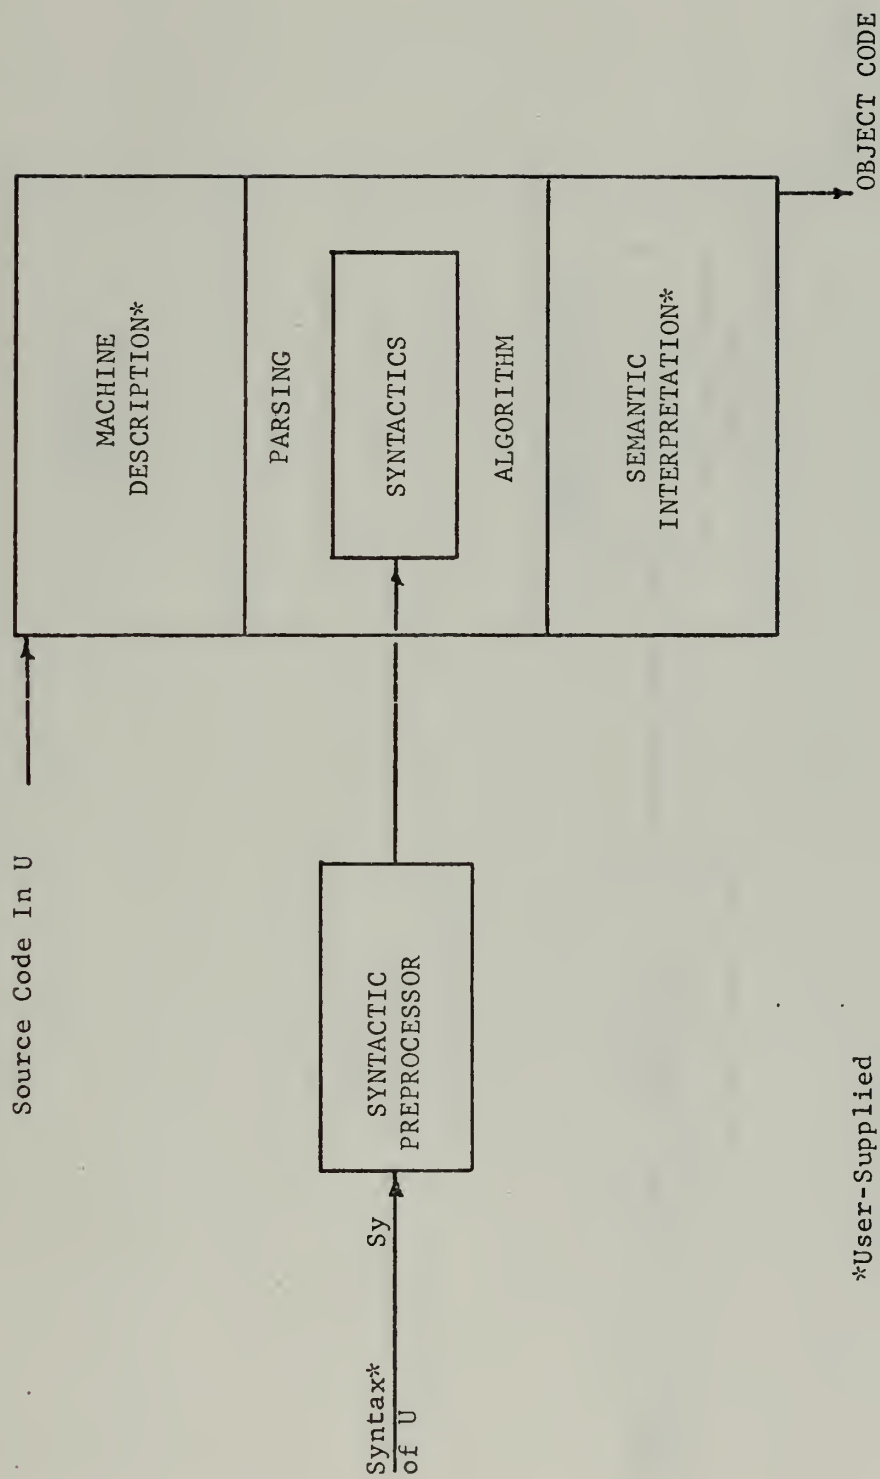 Source Code In U
MACHINE
DESCRIPTION*
PARSING
SYNTACTICS
ALGORITHM
SEMANTIC
INTERPRETATION*
SYNTACTIC
PREPROCESSOR
Syntax*
of U
Sy
OBJECT CODE
*User-Supplied